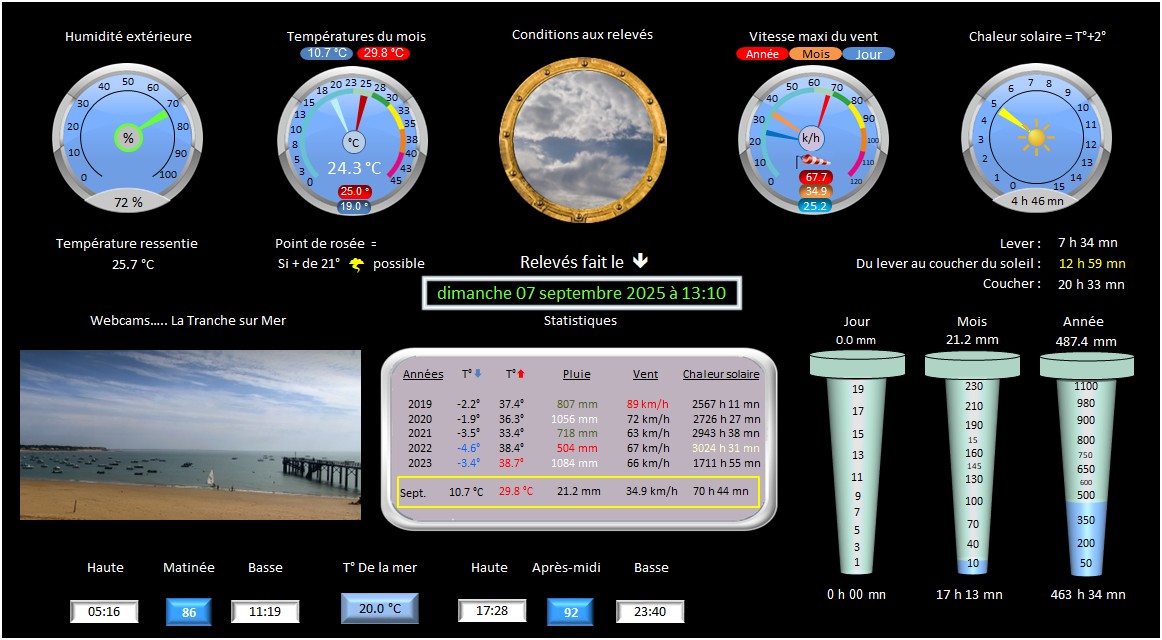 Humidité extérieure
Températures du mois
Conditions aux relevés
Vitesse maxi du vent
Chaleur solaire = T°+2°
10.7 °C 29.8 °C
Année Mois Jour
0 10 20 30 40 50 60 70 80 90 100
%
72 %
0 3 5 8 10 13 15 18 20 23 25 28 30 33 35 38 40 43 45
°C
24.3 °C
25.0 °
19.0 °
0 10 20 30 40 50 60 70 80 90 100 110 120
k/h
67.7
34.9
25.2
0 1 2 3 4 5 6 7 8 9 10 11 12 13 14 15
4 h 46 mn
Température ressentie
25.7 °C
Point de rosée =
Si + de 21° possible
Relevés fait le
dimanche 07 septembre 2025 à 13:10
Lever : 7 h 34 mn
Du lever au coucher du soleil : 12 h 59 mn
Coucher : 20 h 33 mn
Webcams..... La Tranche sur Mer
Statistiques
Années T° T° Pluie Vent Chaleur solaire
2019 -2.2° 37.4° 807 mm 89 km/h 2567 h 11 mn
2020 -1.9° 36.3° 1056 mm 72 km/h 2726 h 27 mn
2021 -3.5° 33.4° 718 mm 63 km/h 2943 h 38 mn
2022 -4.6° 38.4° 504 mm 67 km/h 3024 h 31 mn
2023 -3.4° 38.7° 1084 mm 66 km/h 1711 h 55 mn
Sept. 10.7 °C 29.8 °C 21.2 mm 34.9 km/h 70 h 44 mn
Jour
0.0 mm
19
17
15
13
11
9
7
5
3
1
0 h 00 mn
Mois
21.2 mm
230
210
190
15
160
145
130
100
70
40
10
17 h 13 mn
Année
487.4 mm
1100
980
900
800
750
650
600
500
350
200
50
463 h 34 mn
Haute Matinée Basse T° De la mer Haute Après-midi Basse
05:16 86 11:19 20.0 °C 17:28 92 23:40